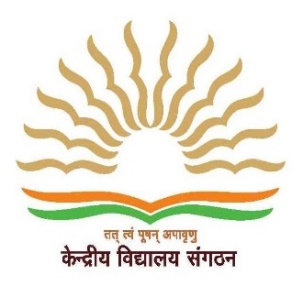 तत् त्वं पूषन् अपावृणु
केन्द्रीय विद्यालय संगठन